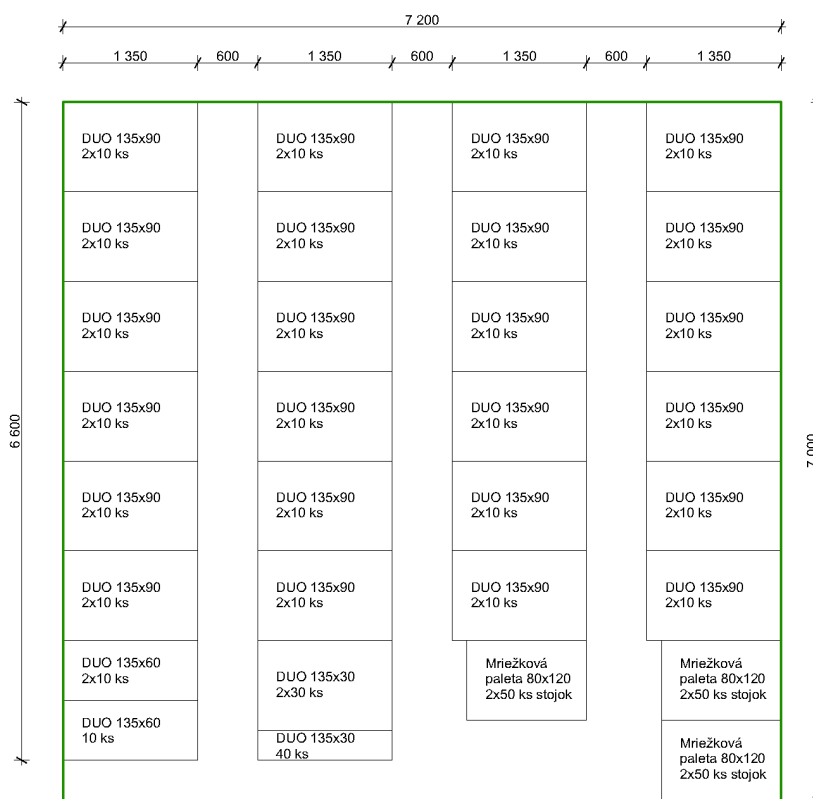 7 200
1 350
600
1 350
600
1 350
600
1 350
6 600
7 000
DUO 135x90
2x10 ks
DUO 135x90
2x10 ks
DUO 135x90
2x10 ks
DUO 135x90
2x10 ks
DUO 135x90
2x10 ks
DUO 135x90
2x10 ks
DUO 135x60
2x10 ks
DUO 135x60
10 ks
DUO 135x90
2x10 ks
DUO 135x90
2x10 ks
DUO 135x90
2x10 ks
DUO 135x90
2x10 ks
DUO 135x90
2x10 ks
DUO 135x90
2x10 ks
DUO 135x30
2x30 ks
DUO 135x30
40 ks
DUO 135x90
2x10 ks
DUO 135x90
2x10 ks
DUO 135x90
2x10 ks
DUO 135x90
2x10 ks
DUO 135x90
2x10 ks
DUO 135x90
2x10 ks
Mriežková
paleta 80x120
2x50 ks stojok
DUO 135x90
2x10 ks
DUO 135x90
2x10 ks
DUO 135x90
2x10 ks
DUO 135x90
2x10 ks
DUO 135x90
2x10 ks
DUO 135x90
2x10 ks
Mriežková
paleta 80x120
2x50 ks stojok
Mriežková
paleta 80x120
2x50 ks stojok